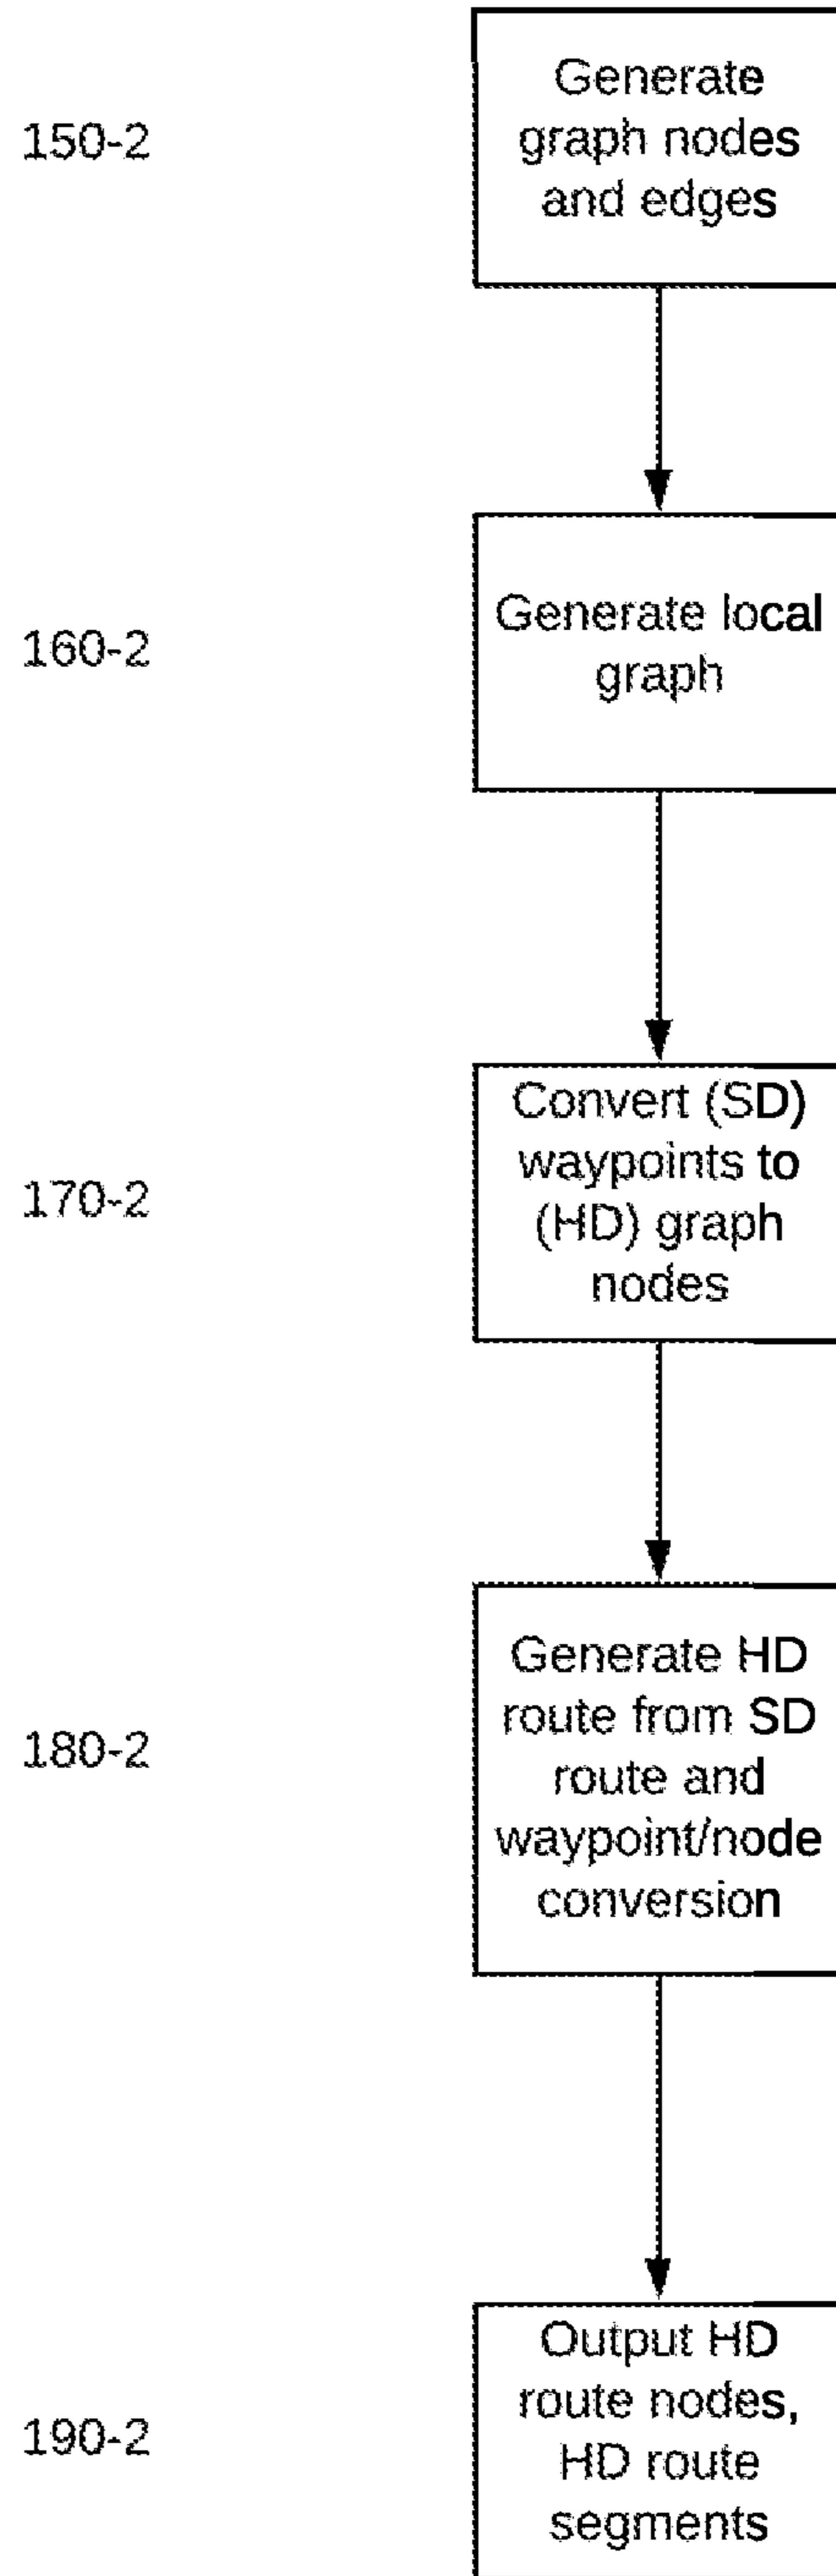 150-2
Generate
graph nodes
and edges
160-2
Generate local
graph
170-2
Convert (SD)
waypoints to
(HD) graph
nodes
180-2
Generate HD
route from SD
route and
waypoint/node
conversion
190-2
Output HD
route nodes,
HD route
segments